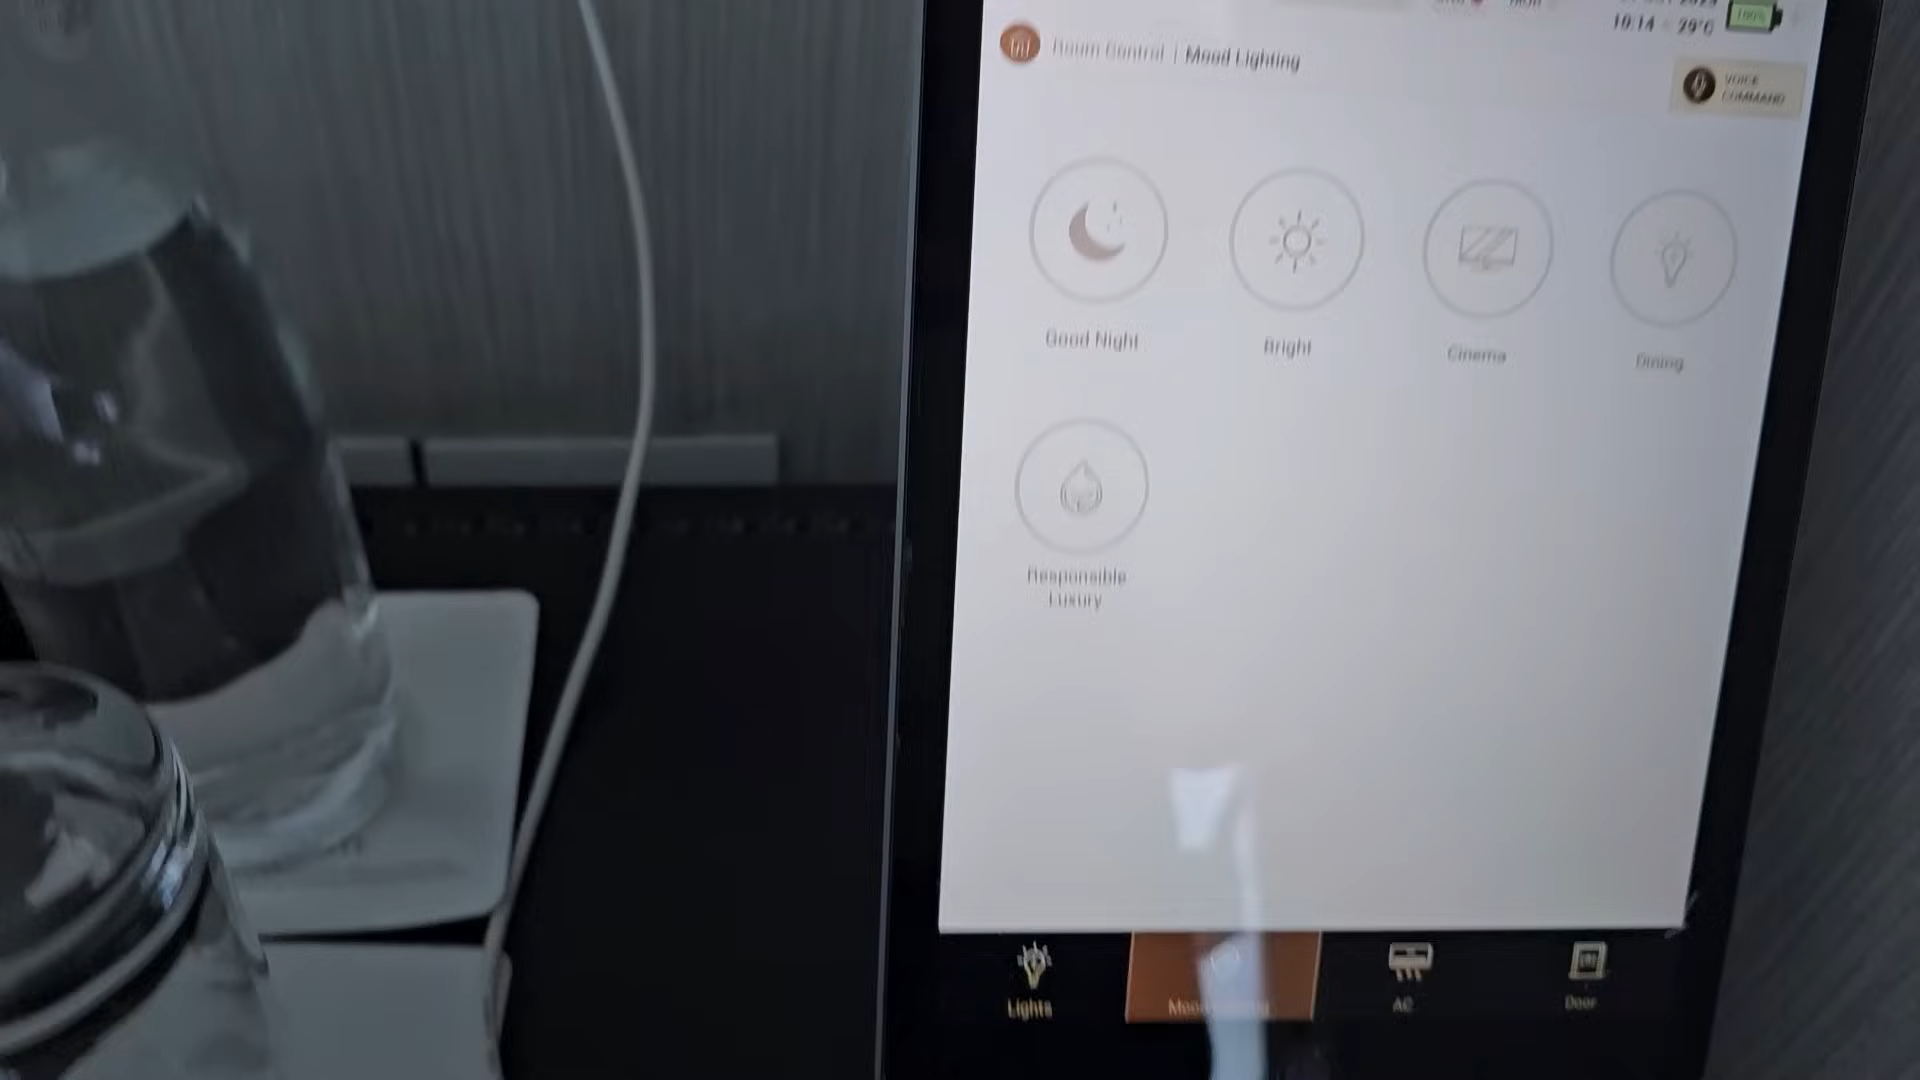 10:14 29°C
100%
Room Control | Mood Lighting
VOICE
COMMAND
Good Night
Bright
Cinema
Dining
Responsible
Luxury
Lights
AC
Door